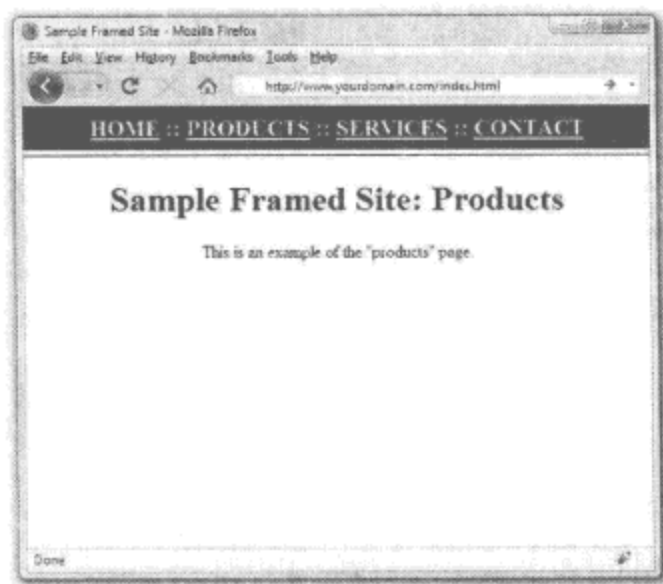 Sample Framed Site - Mozilla Firefox
File Edit View History Bookmarks Tools Help
http://www.yourdomain.com/index.html
HOME :: PRODUCTS :: SERVICES :: CONTACT
Sample Framed Site: Products
This is an example of the "products" page.
Done